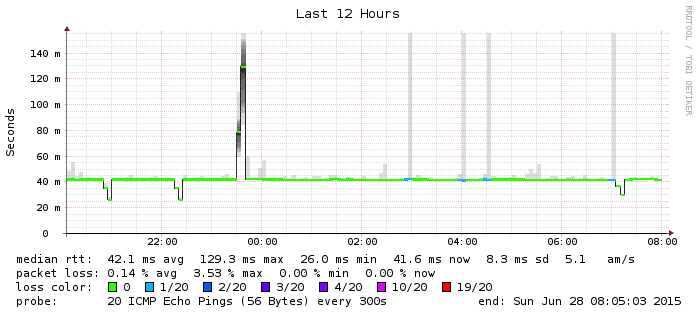 Last 12 Hours
RRDTOOL / TOBI OETIKER
Seconds
140 m
120 m
100 m
80 m
60 m
40 m
20 m
0
22:00 00:00 02:00 04:00 06:00 08:00
median rtt: 42.1 ms avg 129.3 ms max 26.0 ms min 41.6 ms now 8.3 ms sd 5.1 am/s
packet loss: 0.14 % avg 3.53 % max 0.00 % min 0.00 % now
loss color: 0 1/20 2/20 3/20 4/20 10/20 19/20
probe: 20 ICMP Echo Pings (56 Bytes) every 300s end: Sun Jun 28 08:05:03 2015